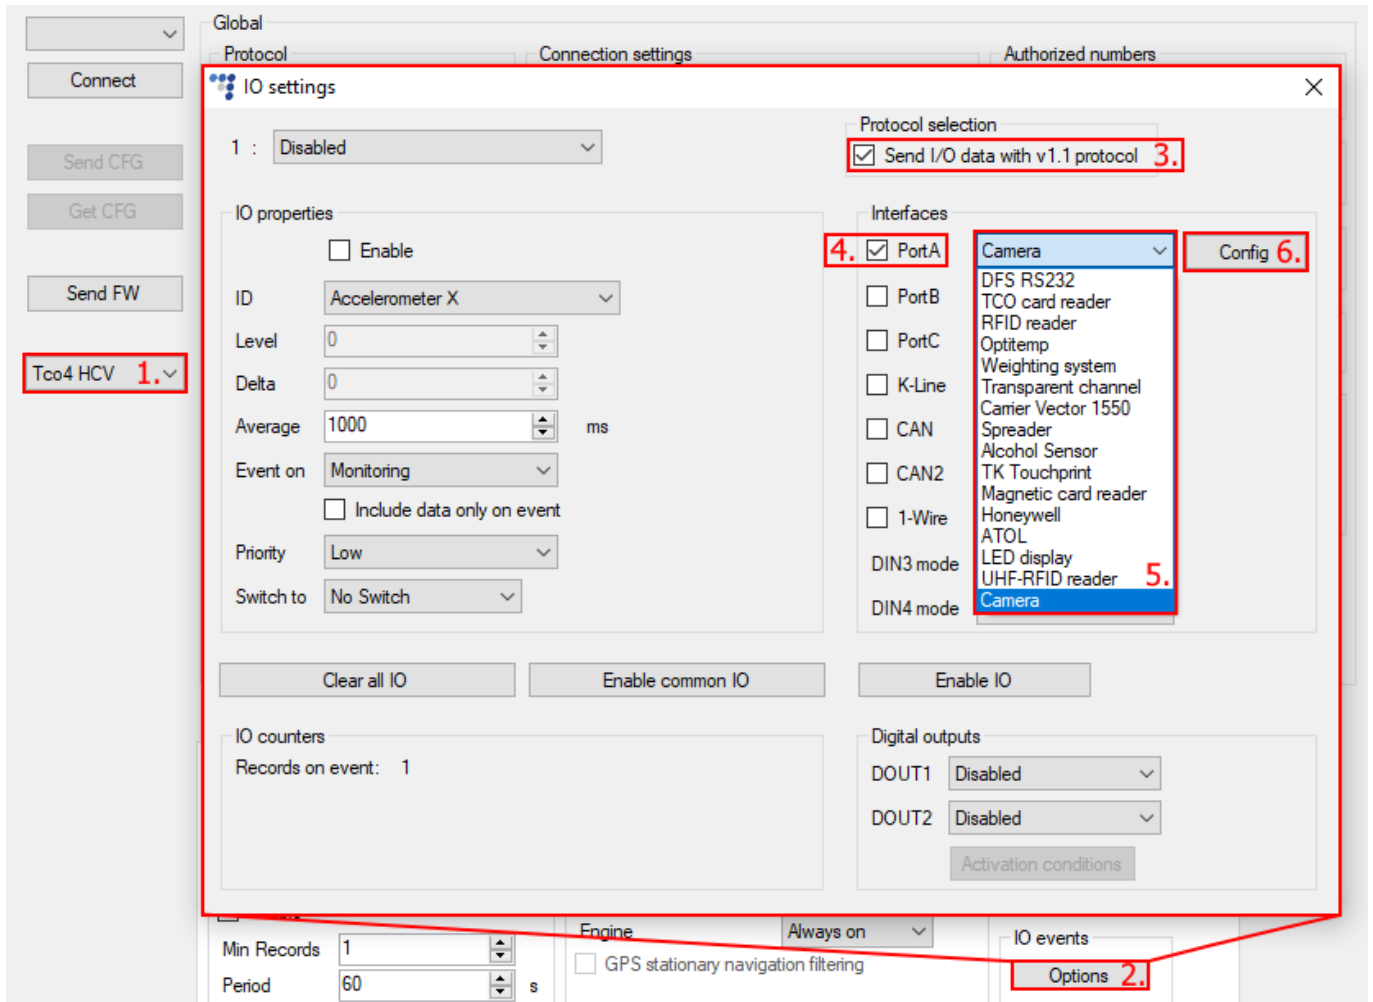 Global
Protocol
Connection settings
Authorized numbers
Connect
Send CFG
Get CFG
Send FW
Tco4 HCV 1.
IO settings
1 : Disabled
Protocol selection
Send I/O data with v1.1 protocol 3.
IO properties
Enable
ID Accelerometer X
Level 0
Delta 0
Average 1000 ms
Event on Monitoring
Include data only on event
Priority Low
Switch to No Switch
Interfaces
4. PortA Camera Config 6.
PortB
PortC
K-Line
CAN
CAN2
1-Wire
DIN3 mode
DIN4 mode
DFS RS232
TCO card reader
RFID reader
Optitemp
Weighting system
Transparent channel
Carrier Vector 1550
Spreader
Alcohol Sensor
TK Touchprint
Magnetic card reader
Honeywell
ATOL
LED display
UHF-RFID reader 5.
Camera
Clear all IO
Enable common IO
Enable IO
IO counters
Records on event: 1
Digital outputs
DOUT1 Disabled
DOUT2 Disabled
Activation conditions
Min Records 1
Period 60 s
Engine Always on
GPS stationary navigation filtering
IO events
Options 2.